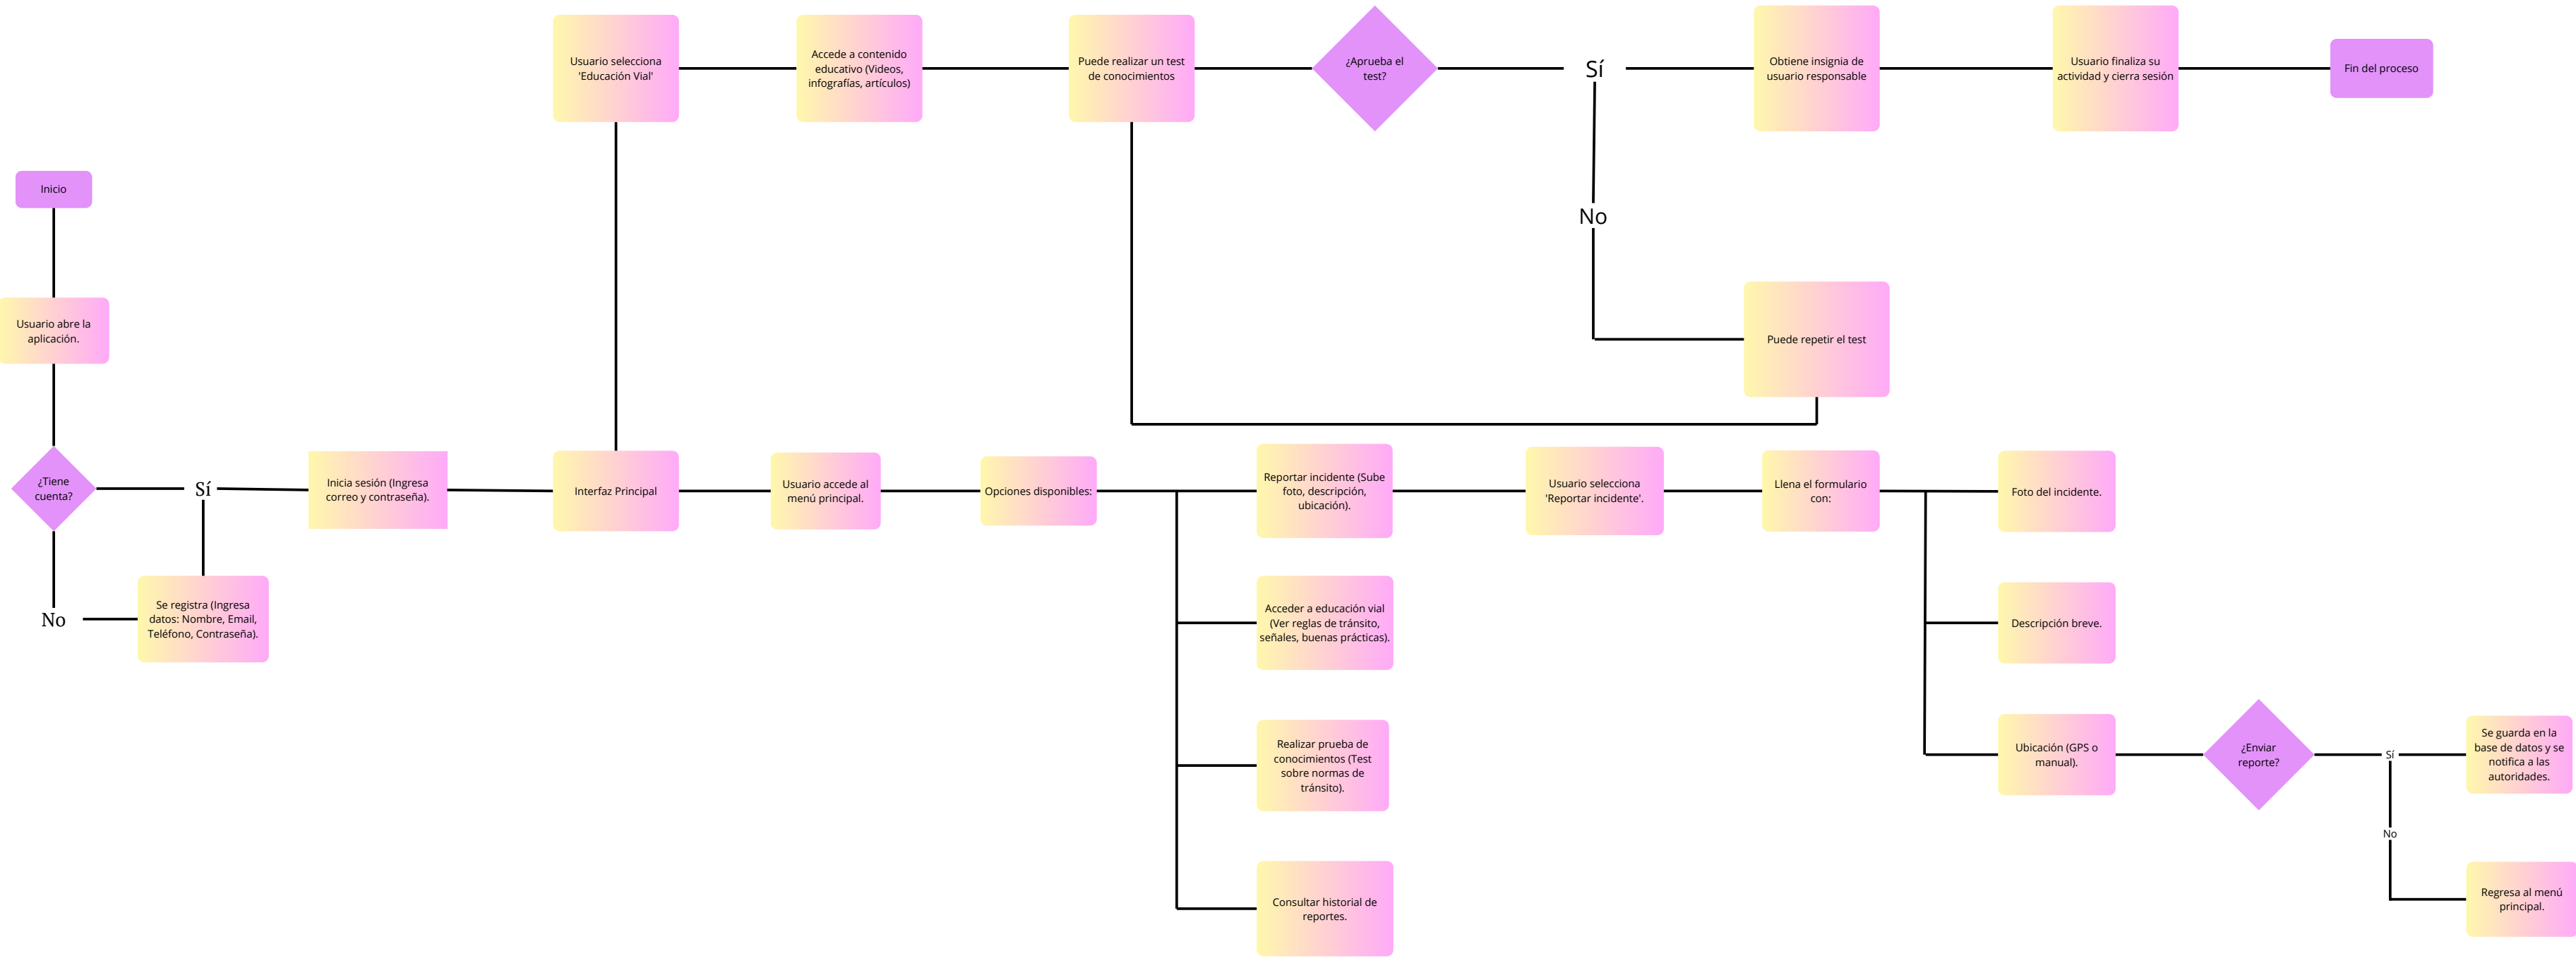 Usuario selecciona
'Educación Vial'
Accede a contenido
educativo (Videos,
infografías, artículos)
Puede realizar un test
de conocimientos
¿Aprueba el
test?
Sí
Obtiene insignia de
usuario responsable
Usuario finaliza su
actividad y cierra sesión
Fin del proceso
No
Puede repetir el test
Inicio
Usuario abre la
aplicación.
¿Tiene
cuenta?
Sí
No
Se registra (Ingresa
datos: Nombre, Email,
Teléfono, Contraseña).
Inicia sesión (Ingresa
correo y contraseña).
Interfaz Principal
Usuario accede al
menú principal.
Opciones disponibles:
Reportar incidente (Sube
foto, descripción,
ubicación).
Acceder a educación vial
(Ver reglas de tránsito,
señales, buenas prácticas).
Realizar prueba de
conocimientos (Test
sobre normas de
tránsito).
Consultar historial de
reportes.
Usuario selecciona
'Reportar incidente'.
Llena el formulario
con:
Foto del incidente.
Descripción breve.
Ubicación (GPS o
manual).
¿Enviar
reporte?
Sí
Se guarda en la
base de datos y se
notifica a las
autoridades.
No
Regresa al menú
principal.